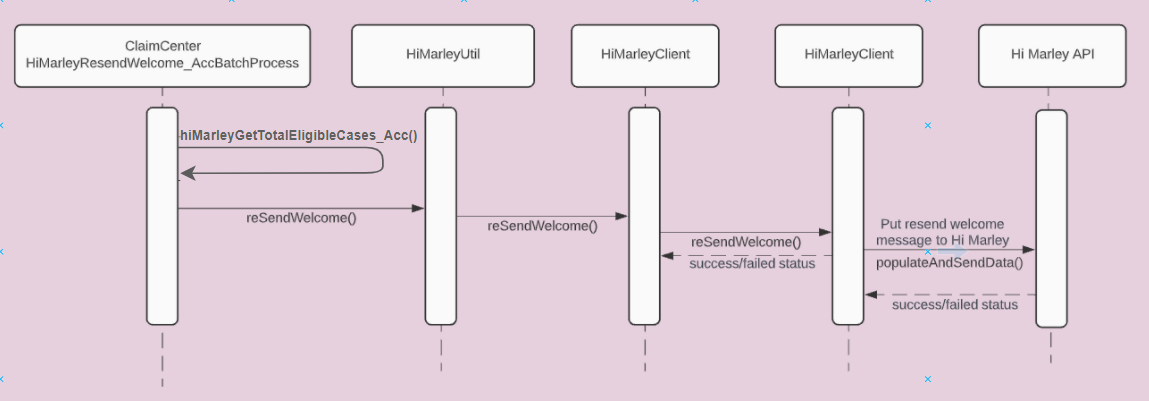 ClaimCenter
HiMarleyResendWelcome_AccBatchProcess
HiMarleyUtil
HiMarleyClient
HiMarleyClient
Hi Marley API
hiMarleyGetTotalEligibleCases_Acc()
reSendWelcome()
reSendWelcome()
reSendWelcome()
success/failed status
Put resend welcome
message to Hi Marley
populateAndSendData()
success/failed status